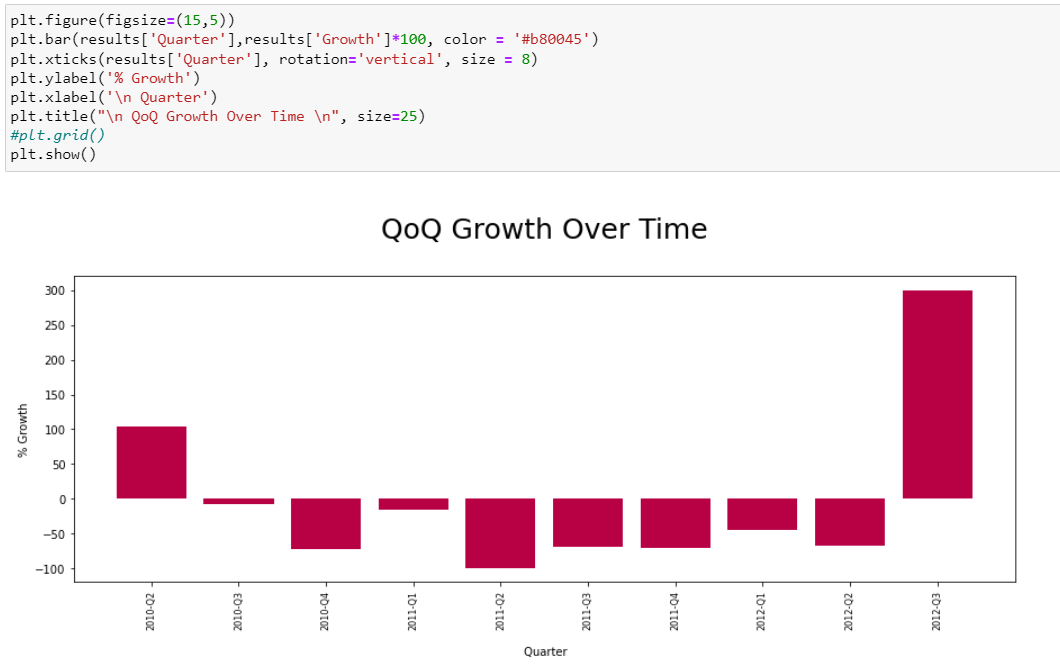 plt.figure(figsize=(15,5))
plt.bar(results['Quarter'],results['Growth']*100, color = '#b80045')
plt.xticks(results['Quarter'], rotation='vertical', size = 8)
plt.ylabel('% Growth')
plt.xlabel('\n Quarter')
plt.title("\n QoQ Growth Over Time \n", size=25)
#plt.grid()
plt.show()
QoQ Growth Over Time
% Growth
300
250
200
150
100
50
0
−50
−100
2010-Q2
2010-Q3
2010-Q4
2011-Q1
2011-Q2
2011-Q3
2011-Q4
2012-Q1
2012-Q2
2012-Q3
Quarter